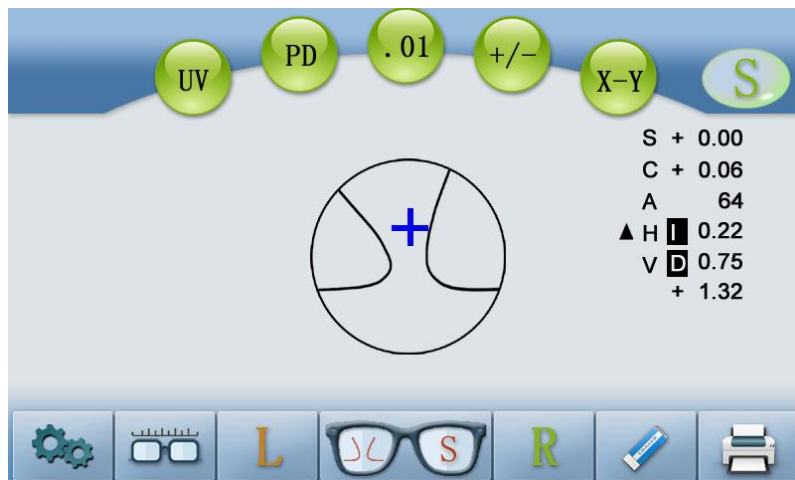 UV
PD
.01
+/-
X-Y
S
S + 0.00
C + 0.06
A 64
▲ H I 0.22
V D 0.75
+ 1.32
L
S
R